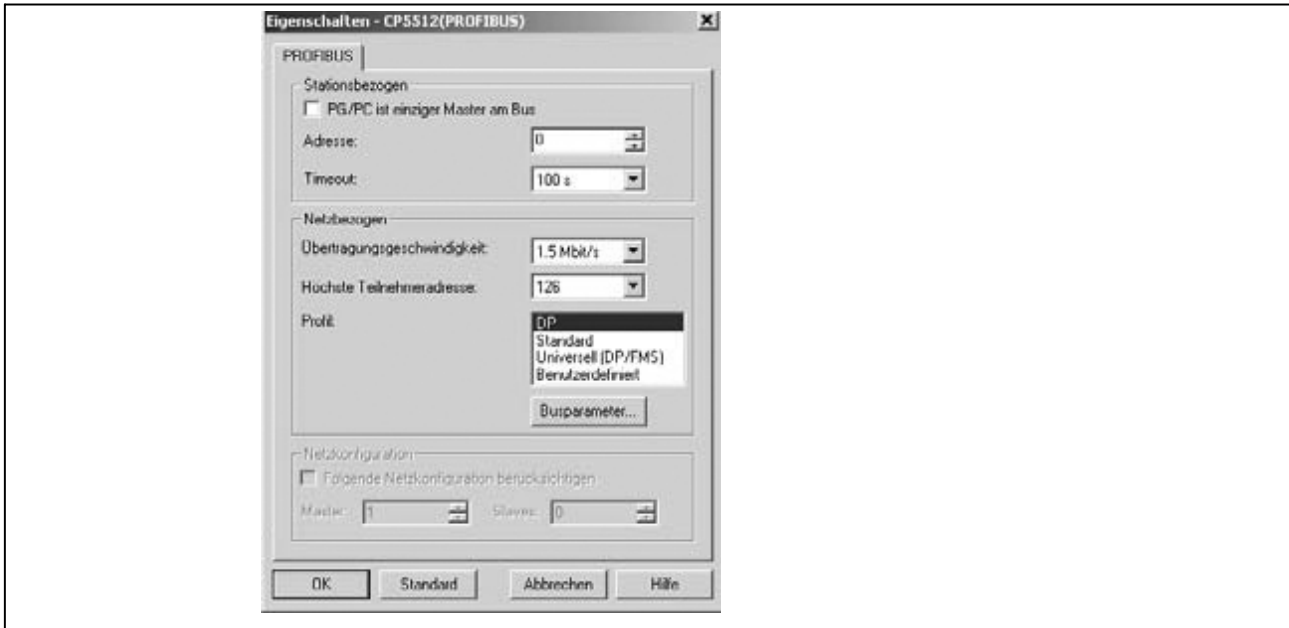 Eigenschaften - CP5512(PROFIBUS)
PROFIBUS
Stationsbezogen
PG/PC ist einziger Master am Bus
Adresse: 0
Timeout: 100 s
Netzbezogen
Übertragungsgeschwindigkeit: 1.5 Mbit/s
Höchste Teilnehmeradresse: 126
Profil: DP
Standard
Universell (DP/FMS)
Benutzerdefiniert
Busparameter...
Netzkonfiguration
Folgende Netzkonfiguration berücksichtigen
Master: 1 Slaves: 0
OK Standard Abbrechen Hilfe